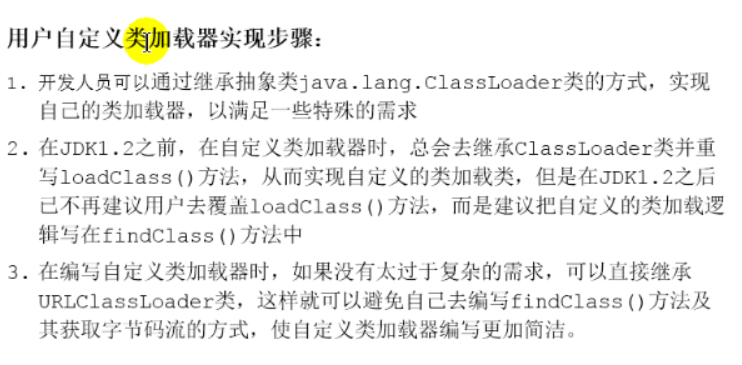 用户自定义类加载器实现步骤：
1. 开发人员可以通过继承抽象类java.lang.ClassLoader类的方式，实现
自己的类加载器，以满足一些特殊的需求
2. 在JDK1.2之前，在自定义类加载器时，总会去继承ClassLoader类并重
写loadClass()方法，从而实现自定义的类加载类，但是在JDK1.2之后
已不再建议用户去覆盖loadClass()方法，而是建议把自定义的类加载逻
辑写在findClass()方法中
3. 在编写自定义类加载器时，如果没有太过于复杂的需求，可以直接继承
URLClassLoader类，这样就可以避免自己去编写findClass()方法及
其获取字节码流的方式，使自定义类加载器编写更加简洁。